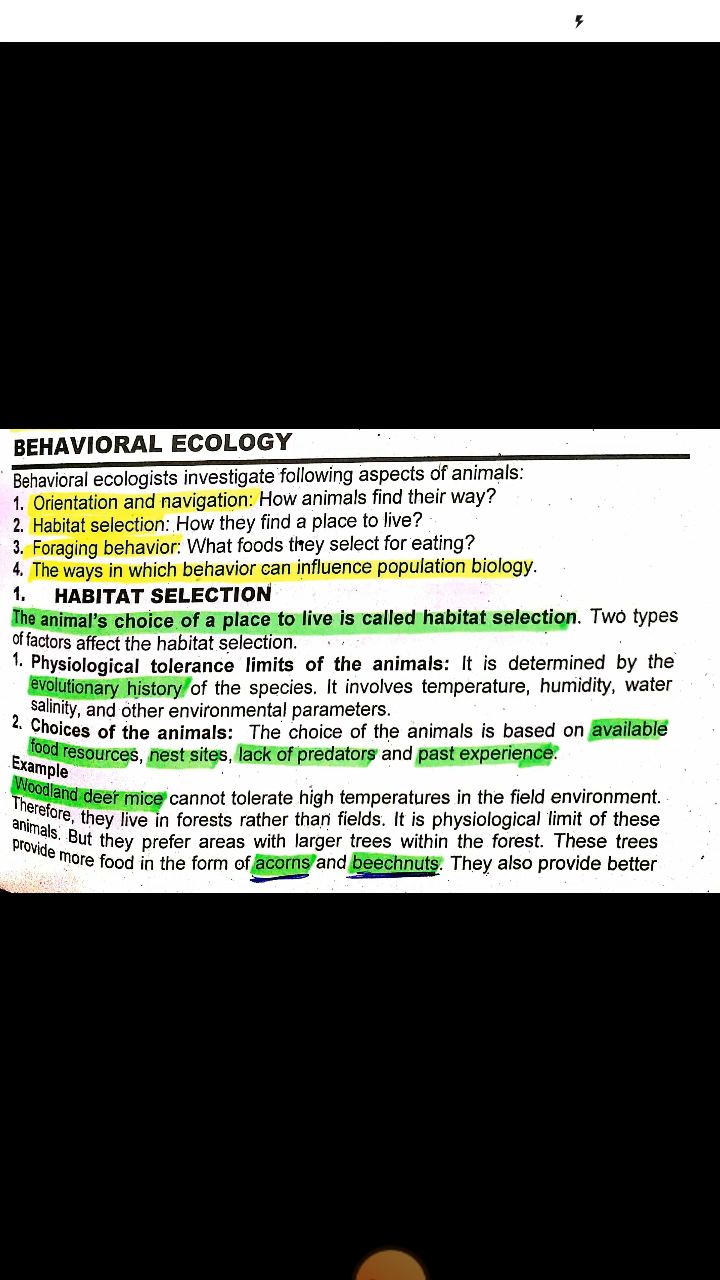 BEHAVIORAL ECOLOGY
Behavioral ecologists investigate following aspects of animals:
1. Orientation and navigation: How animals find their way?
2. Habitat selection: How they find a place to live?
3. Foraging behavior: What foods they select for eating?
4. The ways in which behavior can influence population biology.
1. HABITAT SELECTION
The animal's choice of a place to live is called habitat selection. Two types
of factors affect the habitat selection.
1. Physiological tolerance limits of the animals: It is determined by the
evolutionary history of the species. It involves temperature, humidity, water
salinity, and other environmental parameters.
2. Choices of the animals: The choice of the animals is based on available
food resources, nest sites, lack of predators and past experience.
Example
Woodland deer mice cannot tolerate high temperatures in the field environment.
Therefore, they live in forests rather than fields. It is physiological limit of these
animals. But they prefer areas with larger trees within the forest. These trees
provide more food in the form of acorns and beechnuts. They also provide better